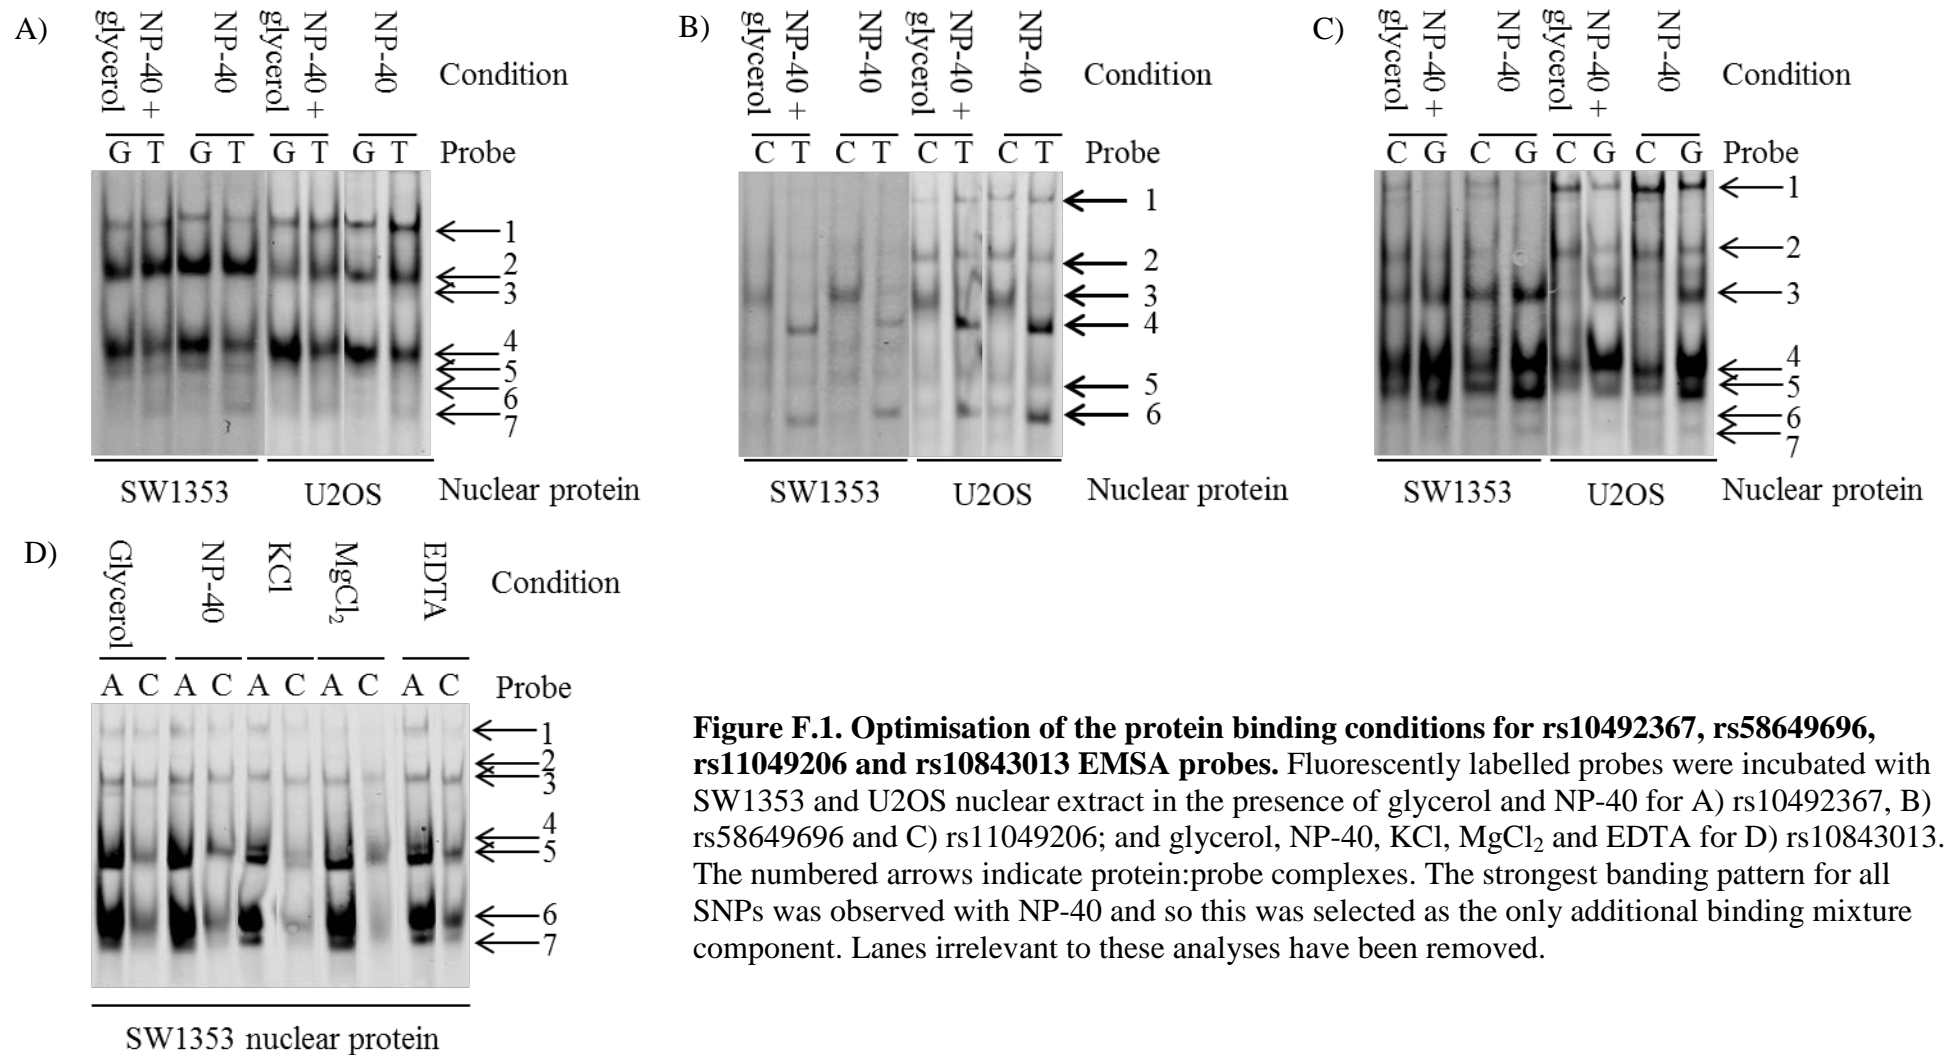 A)
glycerol
NP-40 +
NP-40
glycerol
NP-40 +
NP-40
Condition
G T G T G T G T Probe
1
2
3
4
5
6
7
SW1353 U2OS Nuclear protein
B)
glycerol
NP-40 +
NP-40
glycerol
NP-40 +
NP-40
Condition
C T C T C T C T Probe
1
2
3
4
5
6
SW1353 U2OS Nuclear protein
C)
glycerol
NP-40 +
NP-40
glycerol
NP-40 +
NP-40
Condition
C G C G C G C G Probe
1
2
3
4
5
6
7
SW1353 U2OS Nuclear protein
D)
Glycerol
NP-40
KCl
MgCl₂
EDTA
Condition
A C A C A C A C A C Probe
1
2
3
4
5
6
7
SW1353 nuclear protein
Figure F.1. Optimisation of the protein binding conditions for rs10492367, rs58649696,
rs11049206 and rs10843013 EMSA probes. Fluorescently labelled probes were incubated with
SW1353 and U2OS nuclear extract in the presence of glycerol and NP-40 for A) rs10492367, B)
rs58649696 and C) rs11049206; and glycerol, NP-40, KCl, MgCl₂ and EDTA for D) rs10843013.
The numbered arrows indicate protein:probe complexes. The strongest banding pattern for all
SNPs was observed with NP-40 and so this was selected as the only additional binding mixture
component. Lanes irrelevant to these analyses have been removed.